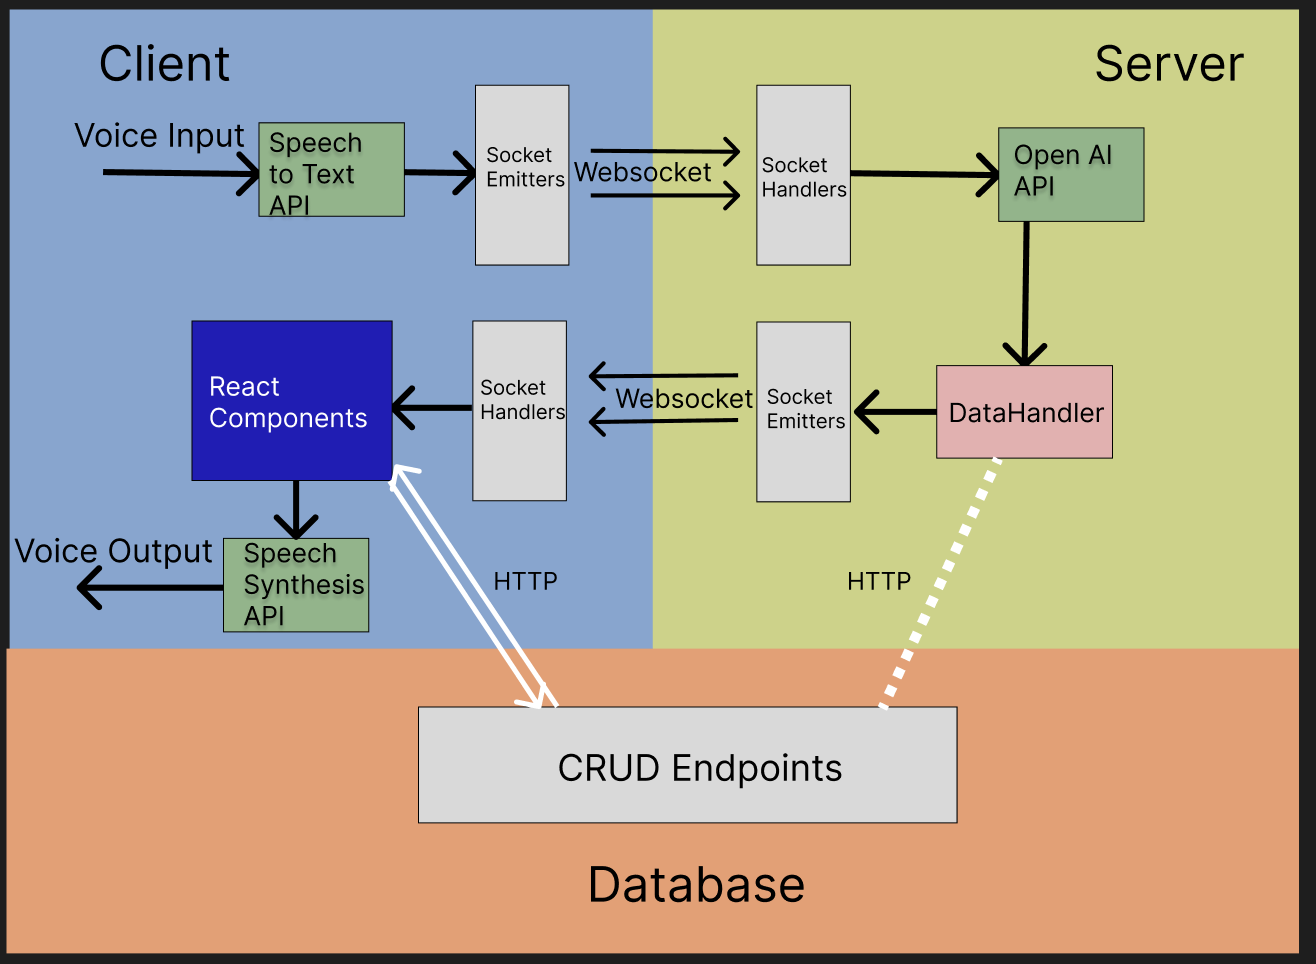 Client
Server
Voice Input
Speech
to Text
API
Socket
Emitters
Websocket
Socket
Handlers
Open AI
API
React
Components
Socket
Handlers
Websocket
Socket
Emitters
DataHandler
Voice Output
Speech
Synthesis
API
HTTP
HTTP
CRUD Endpoints
Database